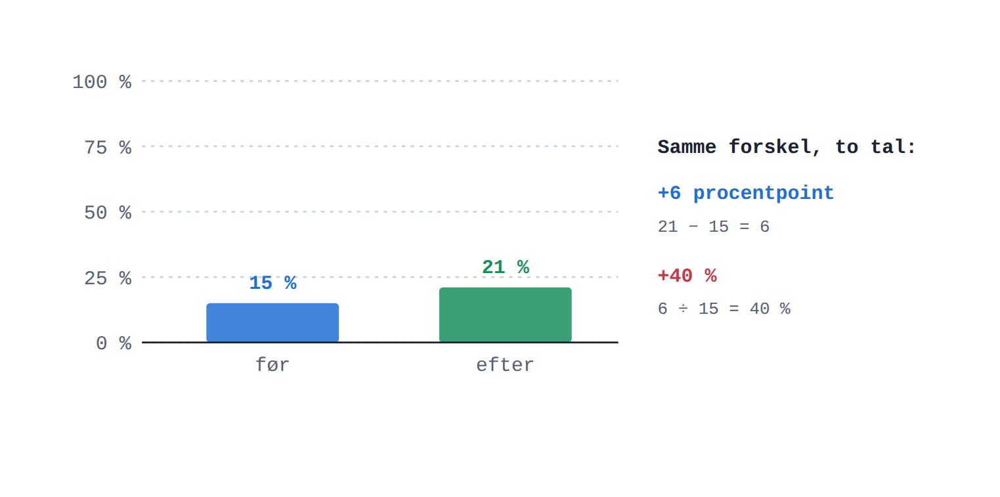 100 %
75 %
50 %
25 %
0 %
15 %
21 %
før
efter
Samme forskel, to tal:
+6 procentpoint
21 − 15 = 6
+40 %
6 ÷ 15 = 40 %